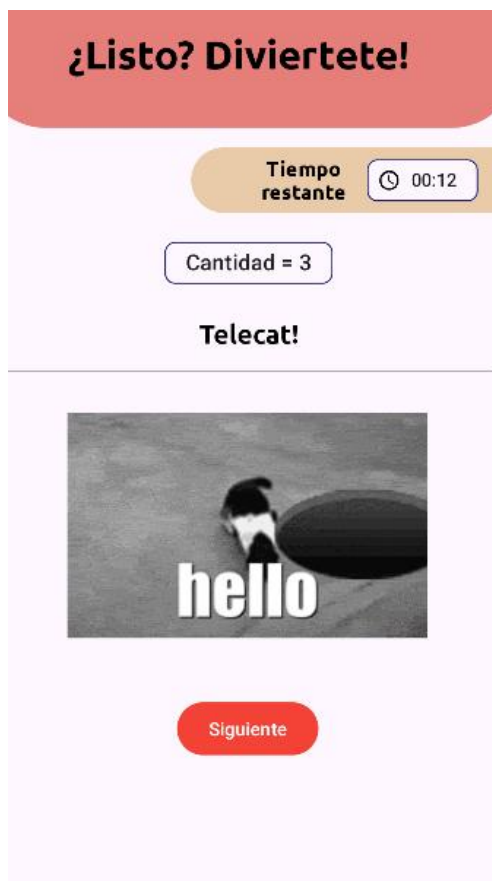 ¿Listo? Diviertete!
Tiempo
restante
00:12
Cantidad = 3
Telecat!
hello
Siguiente